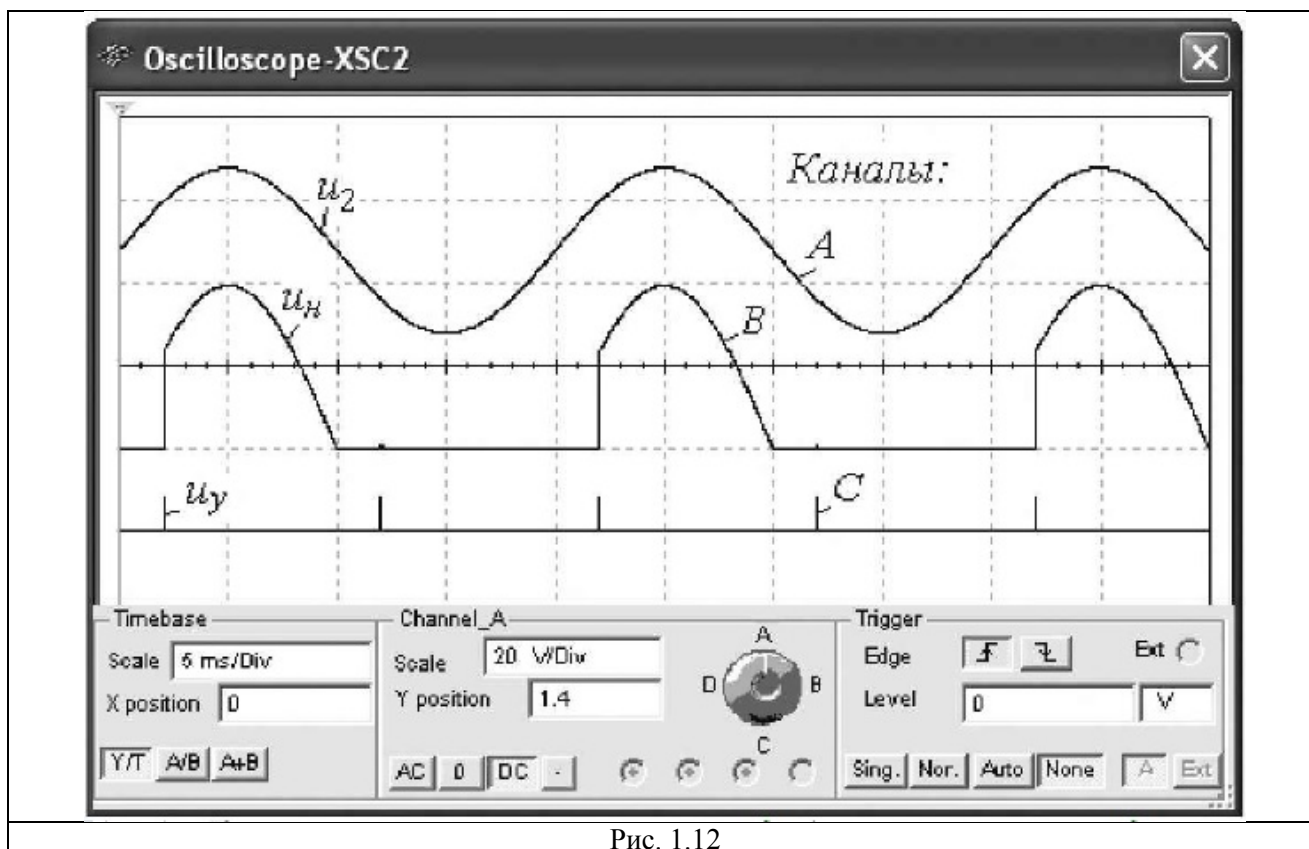 Oscilloscope-XSC2
Каналы:
u2
A
uн
B
uу
C
Timebase
Scale 5 ms/Div
X position 0
Y/T A/B A+B
Channel_A
Scale 20 V/Div
Y position 1.4
AC 0 DC -
A
B
C
D
Trigger
Edge Ext
Level 0 V
Sing. Nor. Auto None A Ext
Рис. 1.12